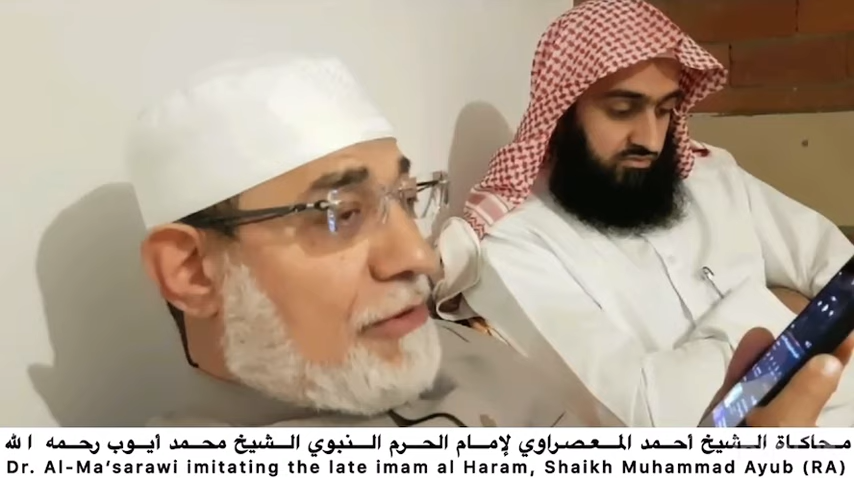 محاكاة الشيخ أحمد المعصراوي لإمام الحرم النبوي الشيخ محمد أيوب رحمه الله
Dr. Al-Ma’sarawi imitating the late imam al Haram, Shaikh Muhammad Ayub (RA)